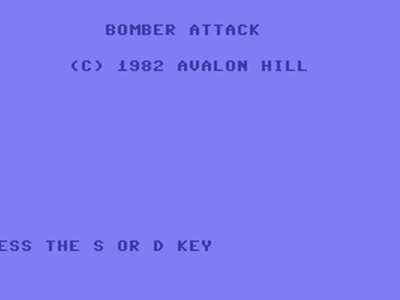 BOMBER ATTACK
(C) 1982 AVALON HILL
ESS THE S OR D KEY